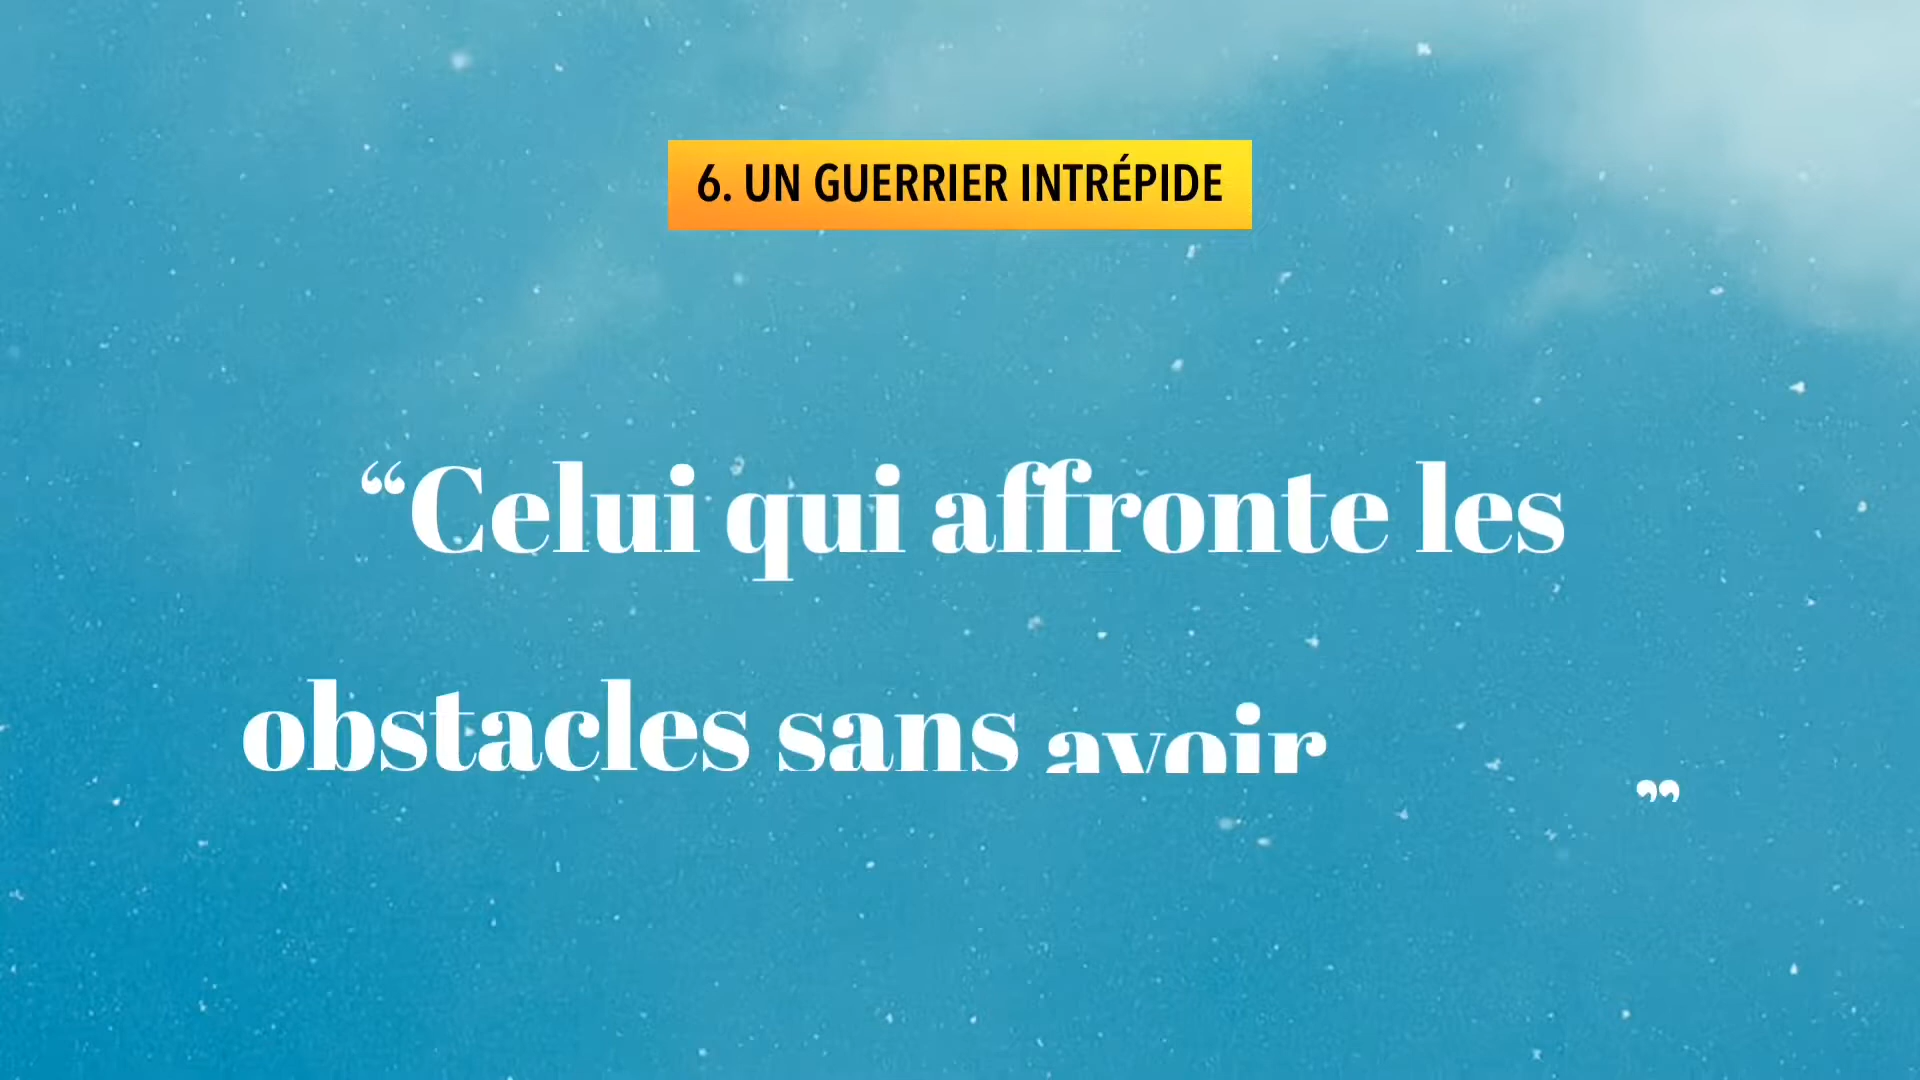 6. UN GUERRIER INTRÉPIDE
“Celui qui affronte les
obstacles sans avoir ”